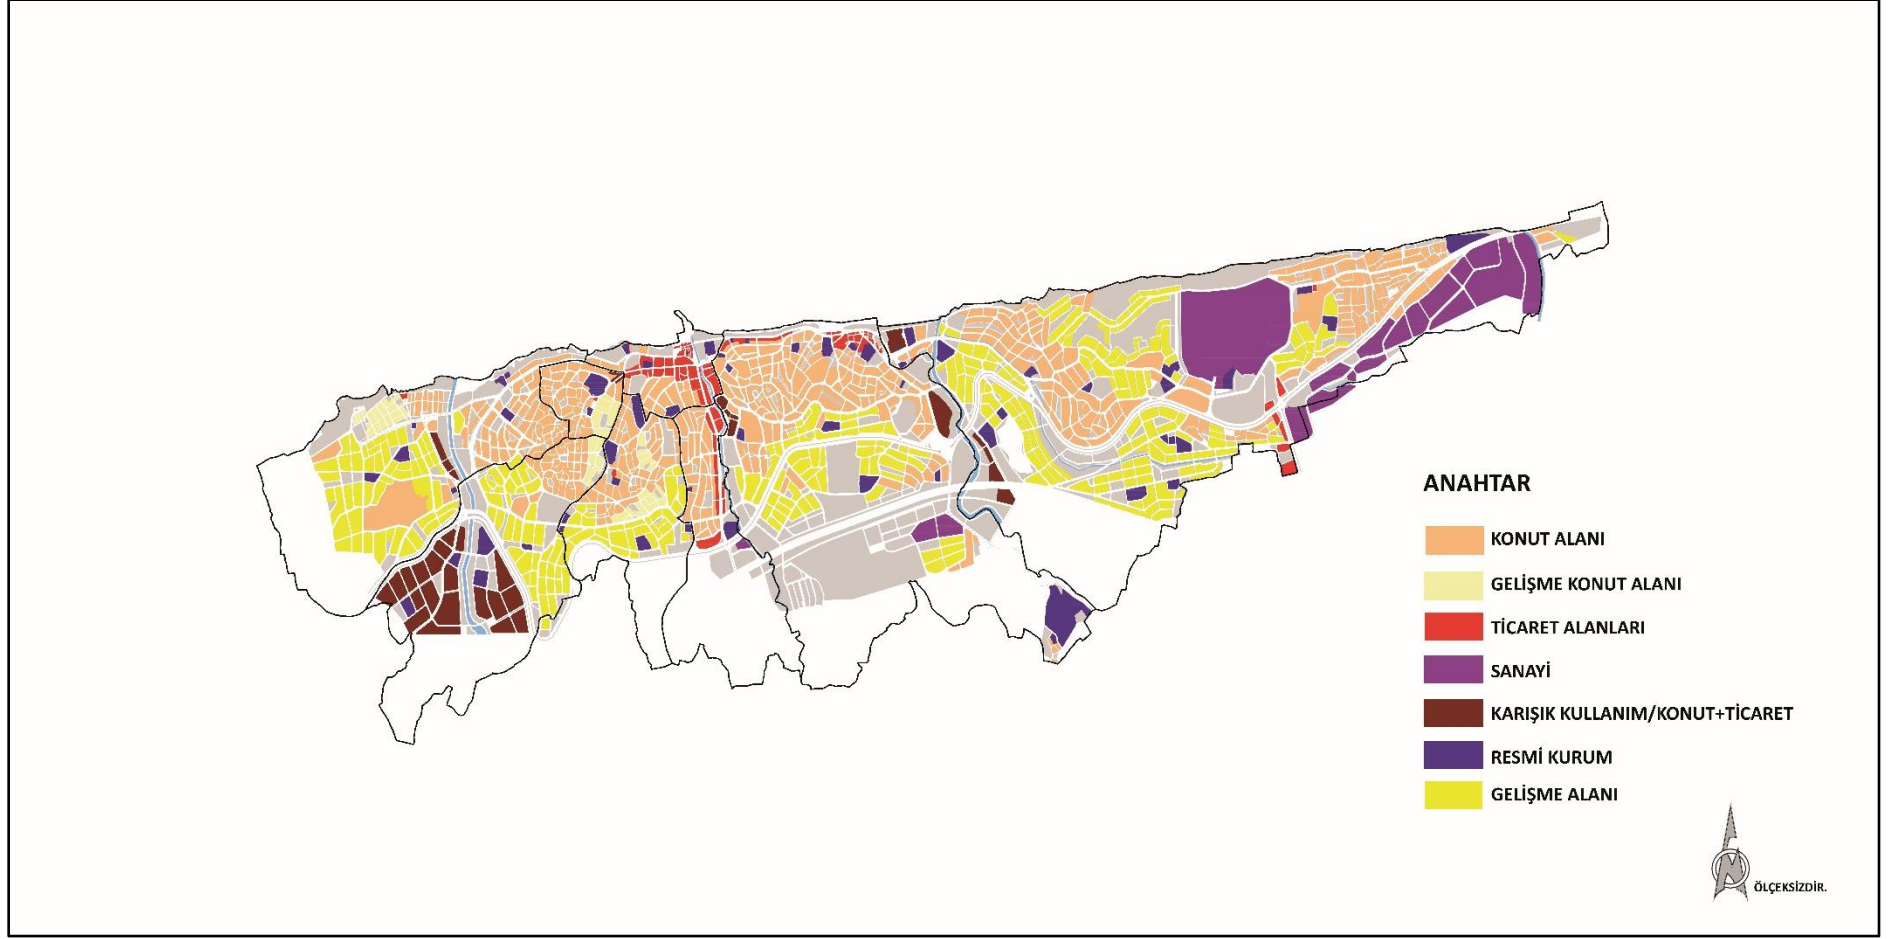 ANAHTAR
KONUT ALANI
GELİŞME KONUT ALANI
TİCARET ALANLARI
SANAYİ
KARIŞIK KULLANIM/KONUT+TİCARET
RESMİ KURUM
GELİŞME ALANI
N
ÖLÇEKSİZDİR.